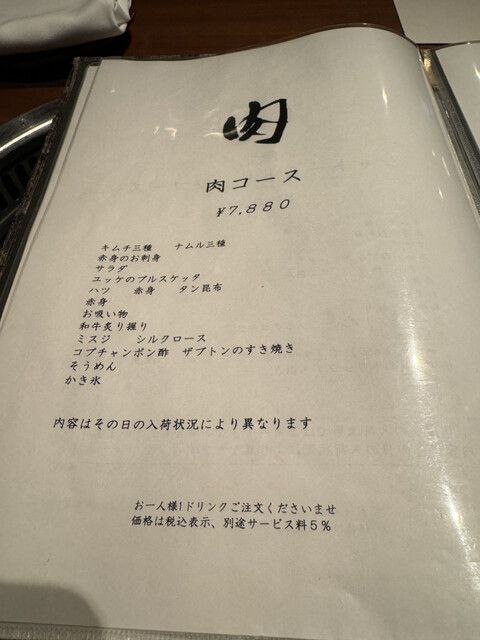 肉
肉コース
¥7,880
キムチ三種　ナムル三種
赤身のお刺身
サラダ
ユッケのブルスケッタ
ハツ　赤身　タン昆布
赤身
お吸い物
和牛炙り握り
ミスジ　シルクロース
コプチャンポン酢　ザブトンのすき焼き
そうめん
かき氷
内容はその日の入荷状況により異なります
お一人様1ドリンクご注文くださいませ
価格は税込表示、別途サービス料５％